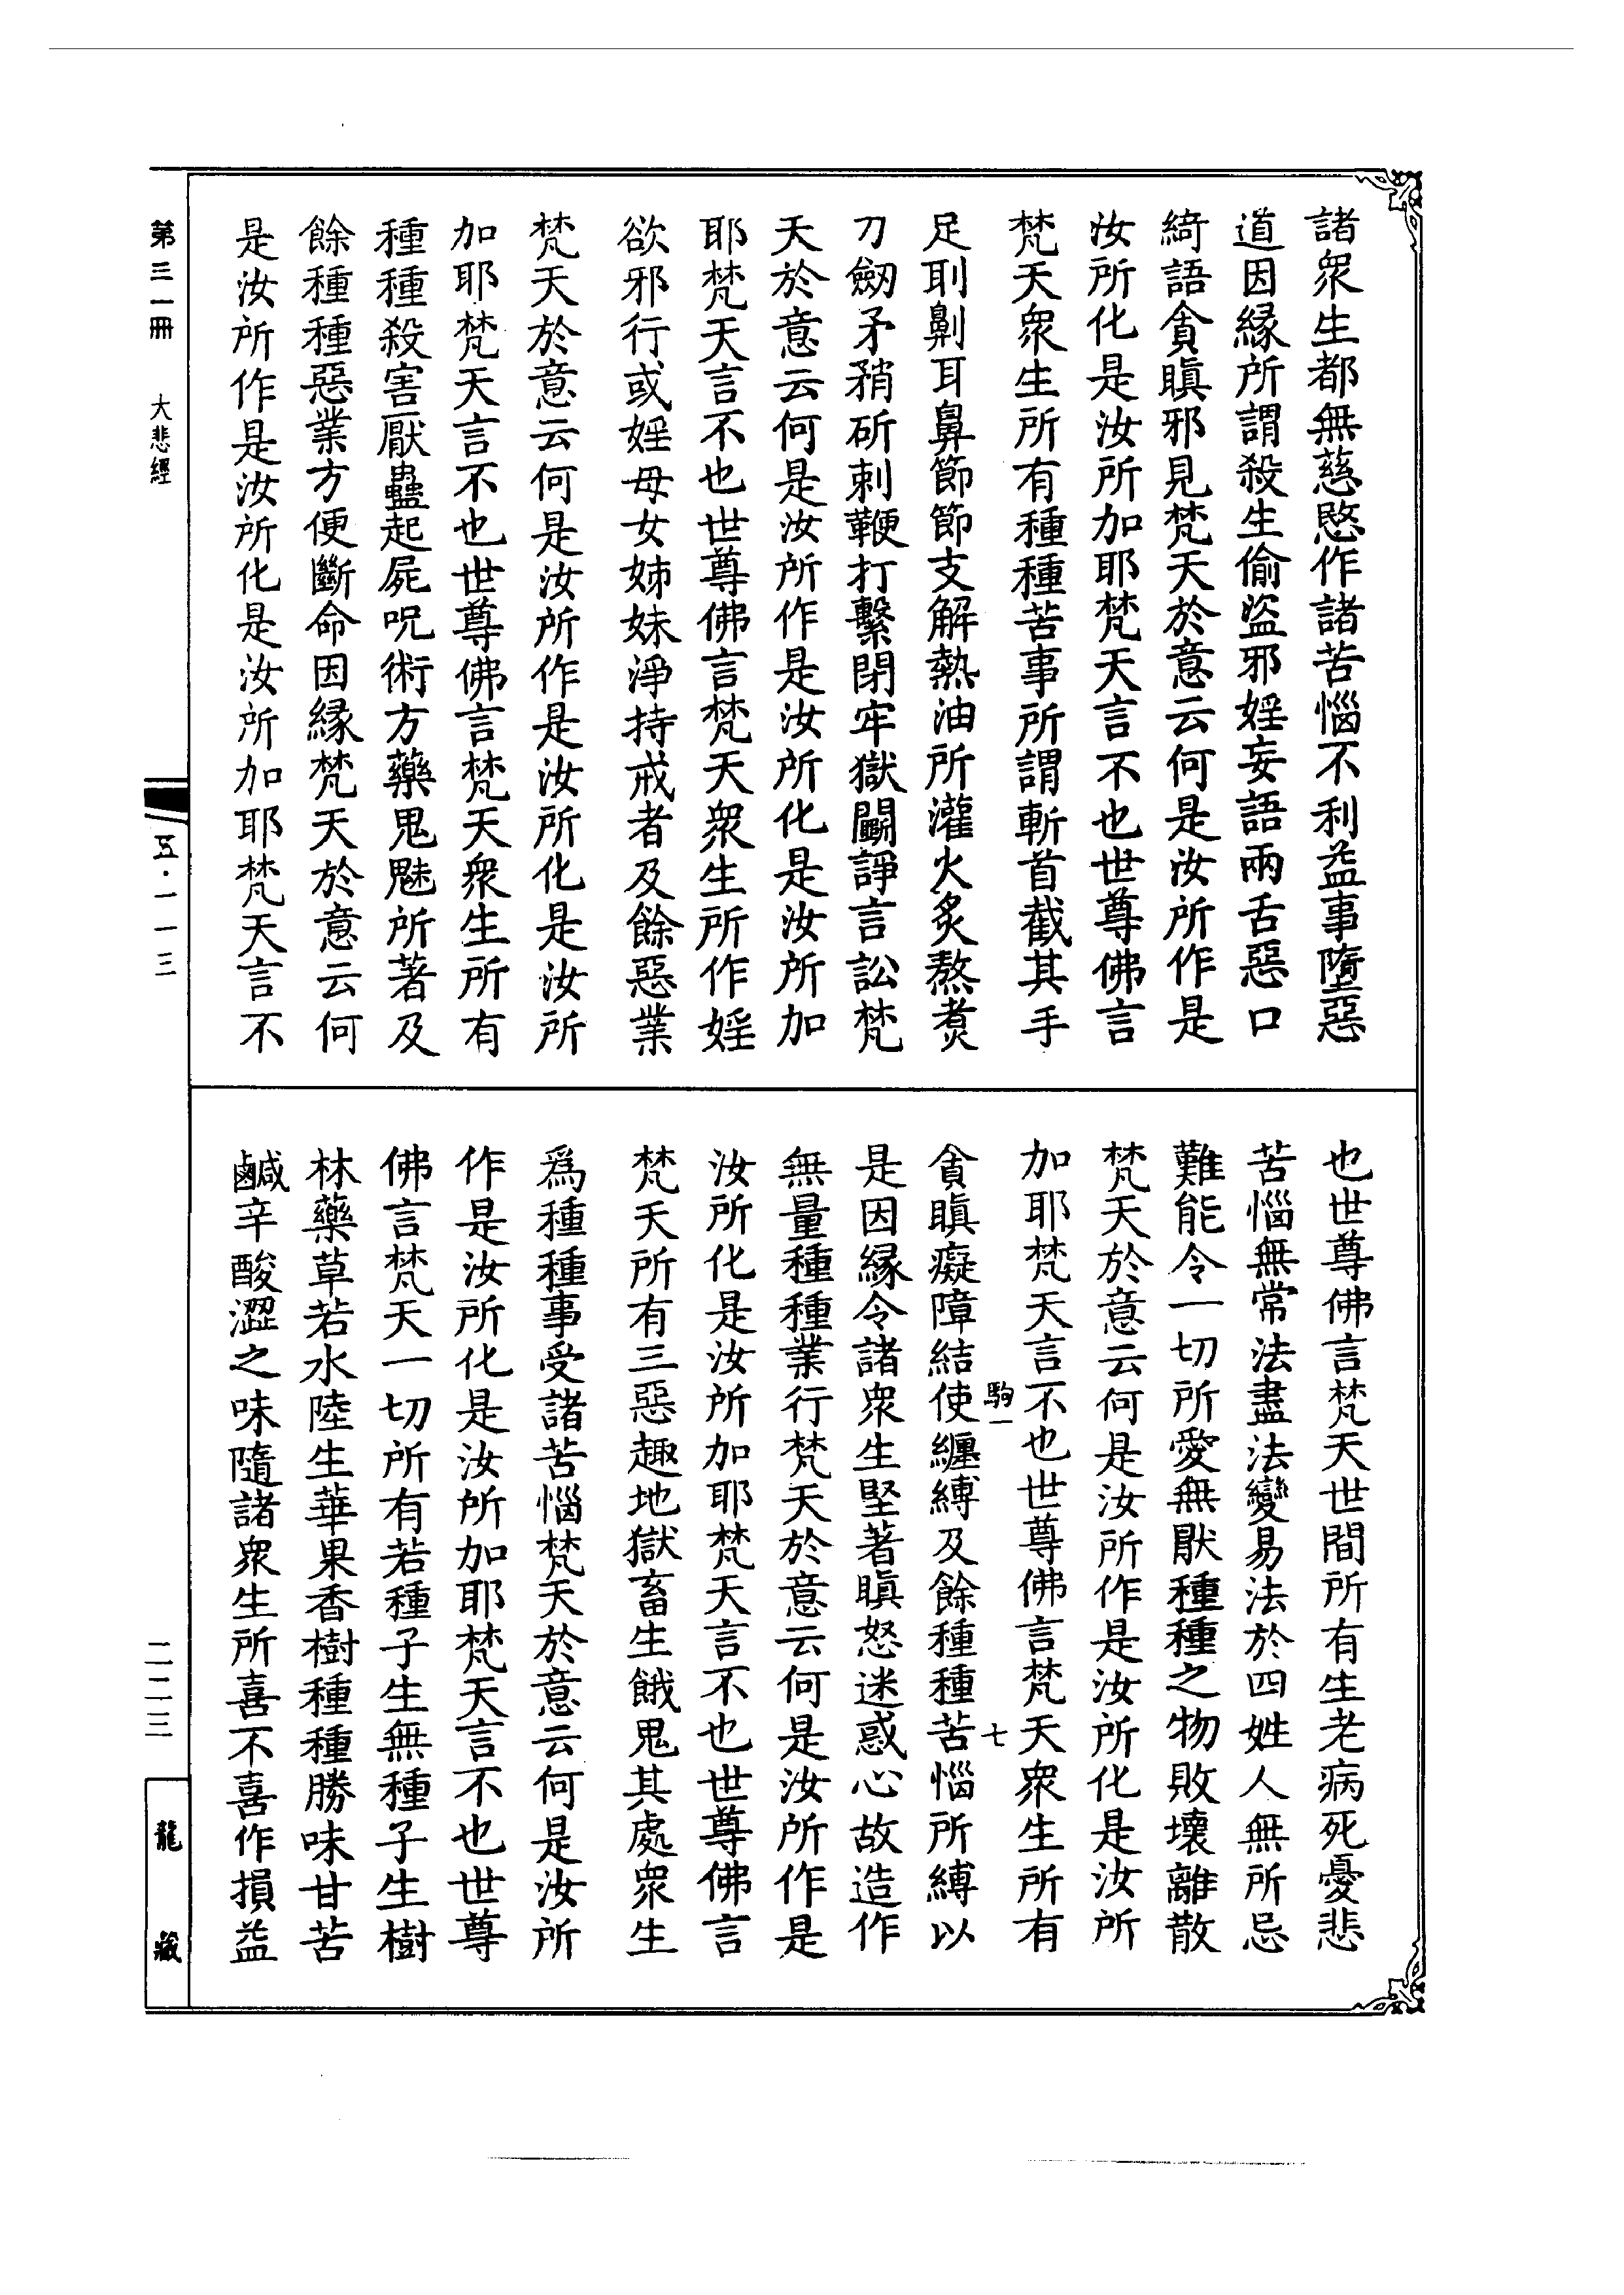 諸衆生都無慈愍作諸苦惱不利益事墮惡
道因縁所謂殺生偷盜邪婬妄語兩舌惡口
綺語貪瞋邪見梵天於意云何是汝所作是
汝所化是汝所加耶梵天言不也世尊佛言
梵天衆生所有種種苦事所謂斬首截其手
足刵劓耳鼻節節支解熱油所灌火炙熬煑
刀劒矛矟斫刺鞭打繫閉牢獄鬭諍言訟梵
天於意云何是汝所作是汝所化是汝所加
耶梵天言不也世尊佛言梵天衆生所作婬
欲邪行或婬母女姊妹淨持戒者及餘惡業
梵天於意云何是汝所作是汝所化是汝所
加耶梵天言不也世尊佛言梵天衆生所有
種種殺害厭蠱起屍呪術方藥鬼魅所著及
餘種種惡業方便斷命因縁梵天於意云何
是汝所作是汝所化是汝所加耶梵天言不
也世尊佛言梵天世間所有生老病死憂悲
苦惱無常法盡法變易法於四姓人無所忌
難能令一切所愛無猒種種之物敗壞離散
梵天於意云何是汝所作是汝所化是汝所
加耶梵天言不也世尊佛言梵天衆生所有
駒一
七
貪瞋癡障結使纏縛及餘種種苦惱所縛以
是因縁令諸衆生堅著瞋怒迷惑心故造作
無量種種業行梵天於意云何是汝所作是
汝所化是汝所加耶梵天言不也世尊佛言
梵天所有三惡趣地獄畜生餓鬼其處衆生
爲種種事受諸苦惱梵天於意云何是汝所
作是汝所化是汝所加耶梵天言不也世尊
佛言梵天一切所有若種子生無種子生樹
林藥草若水陸生華果香樹種種勝味甘苦
鹹辛酸澀之味隨諸衆生所喜不喜作損益
第三一冊 大悲經
五·一一三
二二三
龍藏